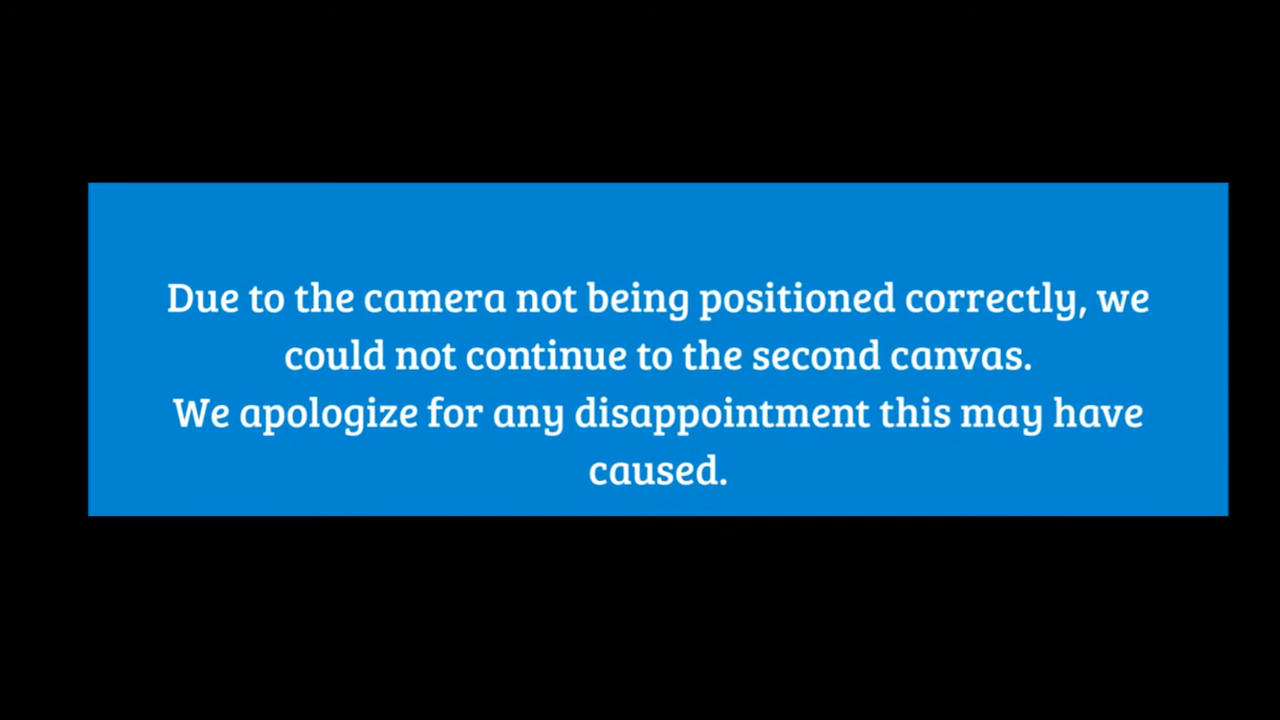 Due to the camera not being positioned correctly, we
could not continue to the second canvas.
We apologize for any disappointment this may have
caused.